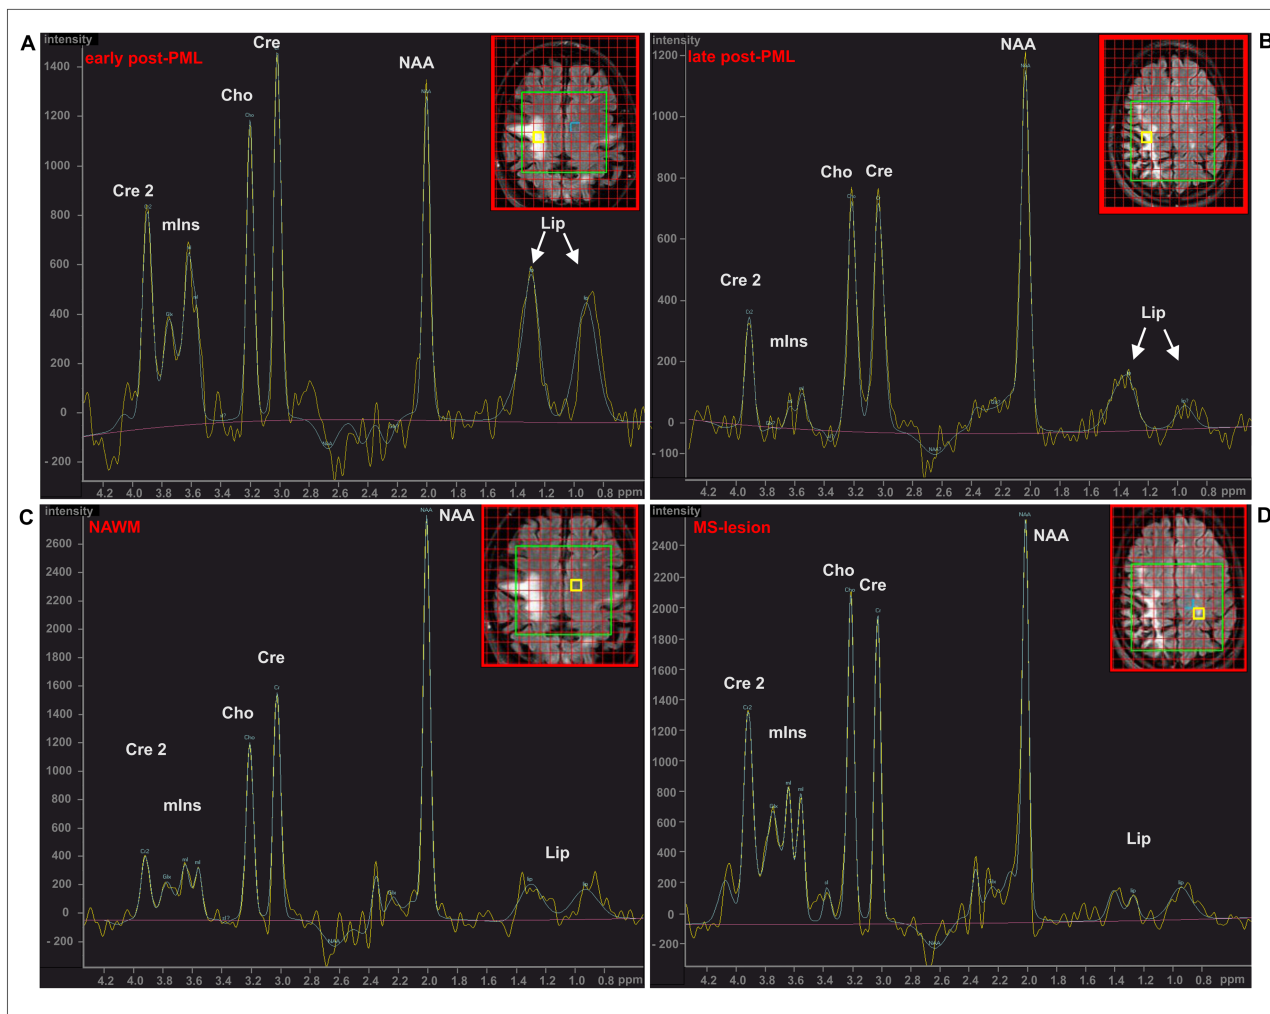 A
intensity
early post-PML
Cre
NAA
Cho
Cre 2
mIns
Lip
1400
1200
1000
800
600
400
200
0
- 200
4.2 4.0 3.8 3.6 3.4 3.2 3.0 2.8 2.6 2.4 2.2 2.0 1.8 1.6 1.4 1.2 1.0 0.8 ppm
B
intensity
late post-PML
NAA
Cho
Cre
Cre 2
mIns
Lip
1200
1000
800
600
400
200
0
- 100
4.2 4.0 3.8 3.6 3.4 3.2 3.0 2.8 2.6 2.4 2.2 2.0 1.8 1.6 1.4 1.2 1.0 0.8 ppm
C
intensity
NAWM
NAA
NAA
Cre
Cho
Cho
Cre 2
mIns
Lip
2600
2400
2200
2000
1800
1600
1400
1200
1000
800
600
400
200
0
- 200
4.2 4.0 3.8 3.6 3.4 3.2 3.0 2.8 2.6 2.4 2.2 2.0 1.8 1.6 1.4 1.2 1.0 0.8 ppm
D
intensity
MS-lesion
NAA
Cho
Cre
Cho
Cre 2
mIns
Lip
2400
2200
2000
1800
1600
1400
1200
1000
800
600
400
200
0
- 200
4.2 4.0 3.8 3.6 3.4 3.2 3.0 2.8 2.6 2.4 2.2 2.0 1.8 1.6 1.4 1.2 1.0 0.8 ppm